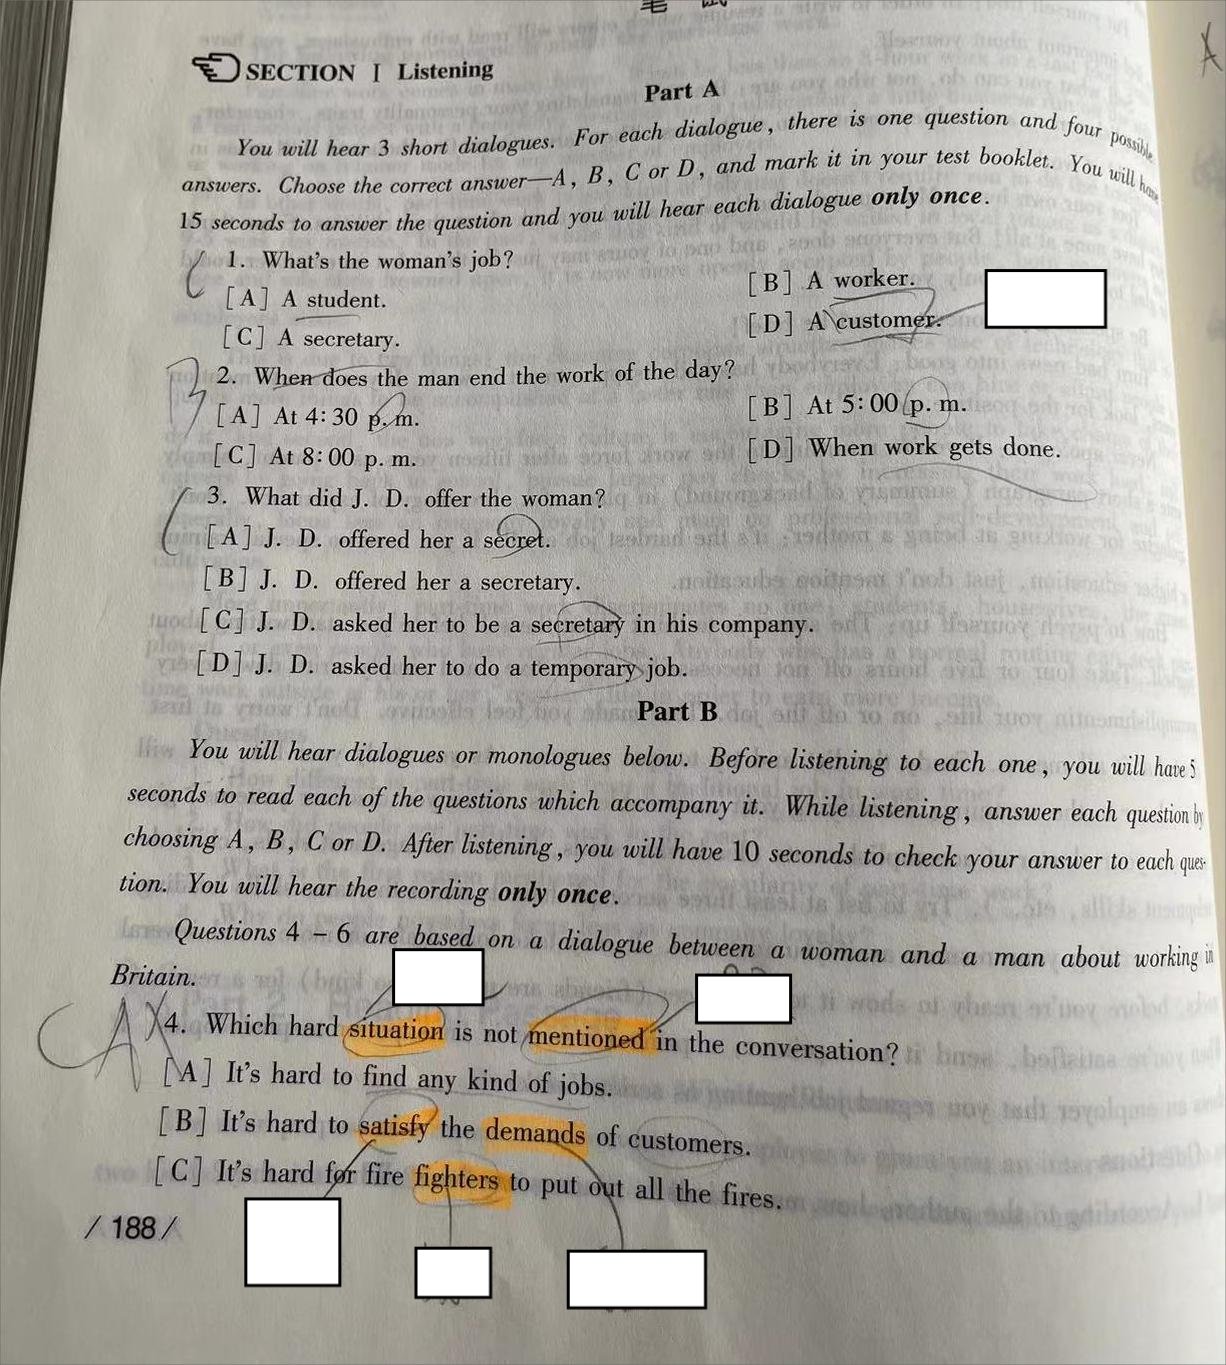 笔 试
SECTION I Listening
Part A
You will hear 3 short dialogues. For each dialogue, there is one question and four possible
answers. Choose the correct answer—A, B, C or D, and mark it in your test booklet. You will have
15 seconds to answer the question and you will hear each dialogue only once.
1. What's the woman's job?
[A] A student.
[B] A worker.
[C] A secretary.
[D] A customer.
2. When does the man end the work of the day?
[A] At 4:30 p.m.
[B] At 5:00 p.m.
[C] At 8:00 p.m.
[D] When work gets done.
3. What did J. D. offer the woman?
[A] J. D. offered her a secret.
[B] J. D. offered her a secretary.
[C] J. D. asked her to be a secretary in his company.
[D] J. D. asked her to do a temporary job.
Part B
You will hear dialogues or monologues below. Before listening to each one, you will have 5
seconds to read each of the questions which accompany it. While listening, answer each question by
choosing A, B, C or D. After listening, you will have 10 seconds to check your answer to each ques-
tion. You will hear the recording only once.
Questions 4 - 6 are based on a dialogue between a woman and a man about working in
Britain.
4. Which hard situation is not mentioned in the conversation?
[A] It's hard to find any kind of jobs.
[B] It's hard to satisfy the demands of customers.
[C] It's hard for fire fighters to put out all the fires.
/ 188 /